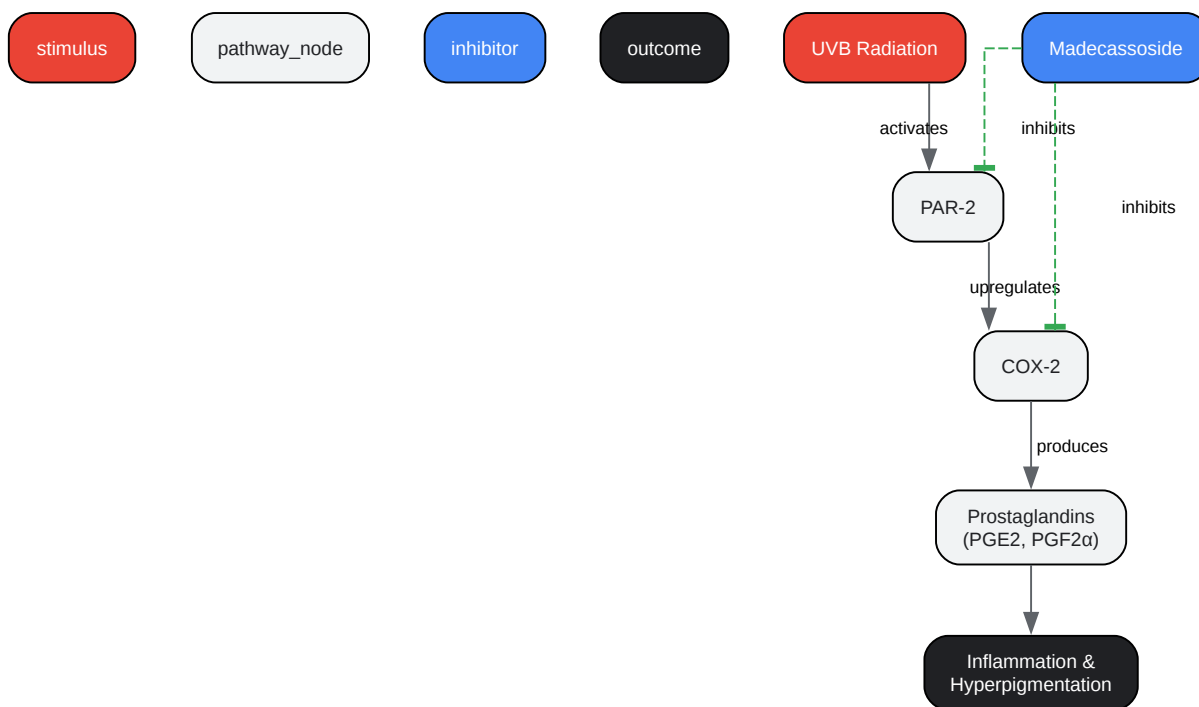 stimulus
pathway_node
inhibitor
outcome
UVB Radiation
Madecassoside
activates
inhibits
PAR-2
inhibits
upregulates
COX-2
produces
Prostaglandins
(PGE2, PGF2α)
Inflammation &
Hyperpigmentation